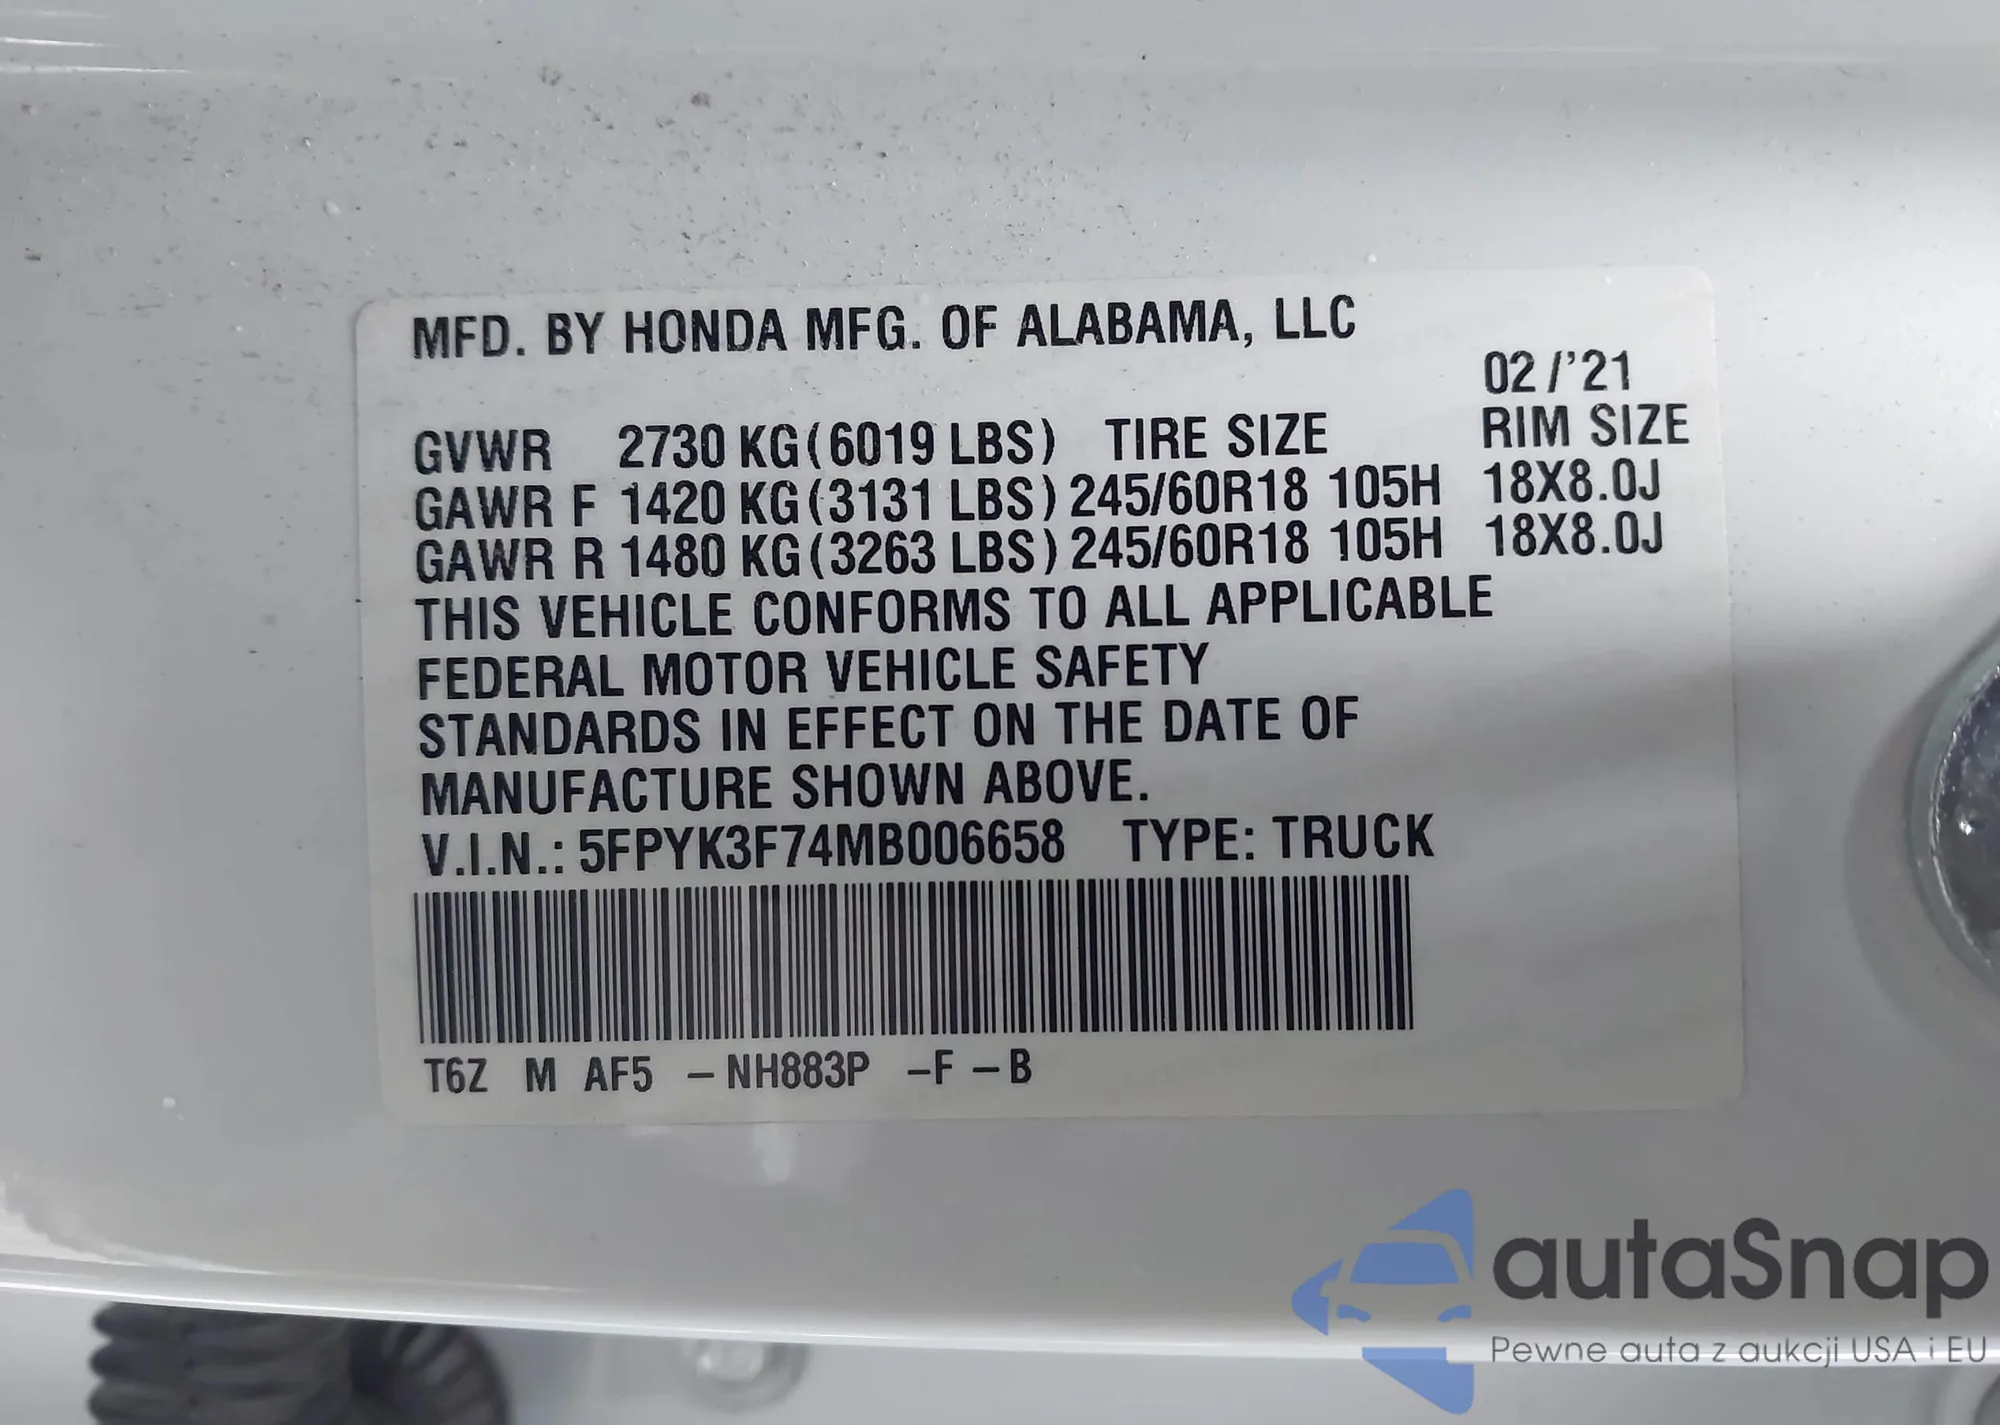 MFD. BY HONDA MFG. OF ALABAMA, LLC
02/'21
GVWR 2730 KG(6019 LBS) TIRE SIZE RIM SIZE
GAWR F 1420 KG(3131 LBS) 245/60R18 105H 18X8.0J
GAWR R 1480 KG(3263 LBS) 245/60R18 105H 18X8.0J
THIS VEHICLE CONFORMS TO ALL APPLICABLE
FEDERAL MOTOR VEHICLE SAFETY
STANDARDS IN EFFECT ON THE DATE OF
MANUFACTURE SHOWN ABOVE.
V.I.N.: 5FPYK3F74MB006658 TYPE: TRUCK
T6Z M AF5 –NH883P –F –B
autaSnap
Pewne auta z aukcji USA i EU